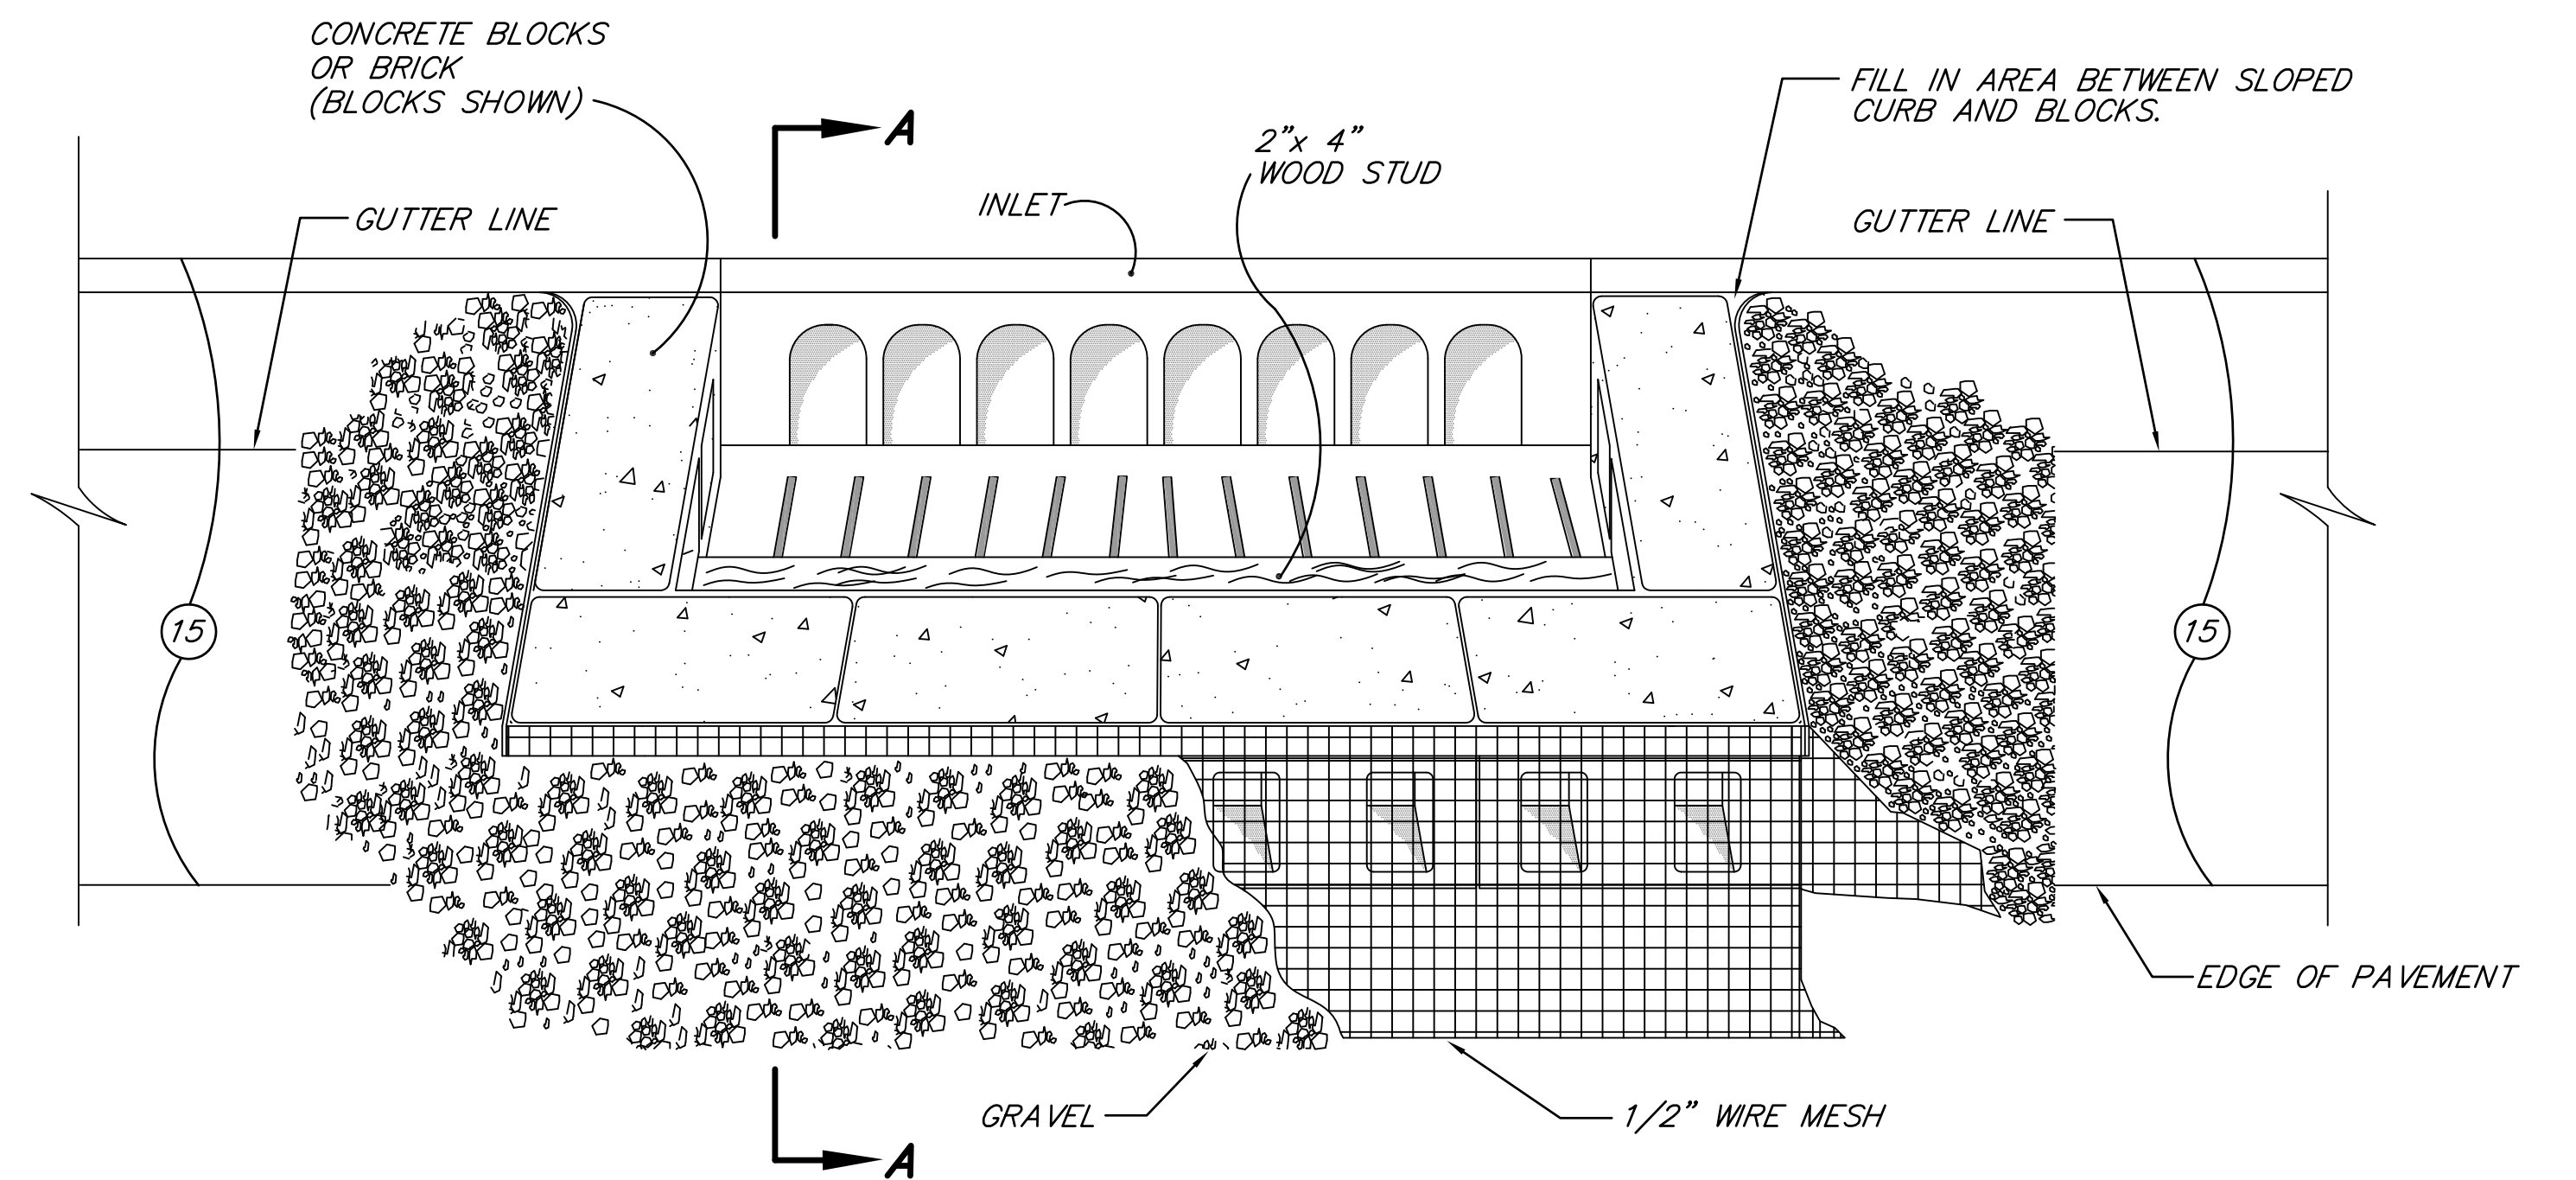 CONCRETE BLOCKS
OR BRICK
(BLOCKS SHOWN)
FILL IN AREA BETWEEN SLOPED
CURB AND BLOCKS.
A
2"x 4"
WOOD STUD
INLET
GUTTER LINE
GUTTER LINE
15
15
EDGE OF PAVEMENT
GRAVEL
1/2" WIRE MESH
A